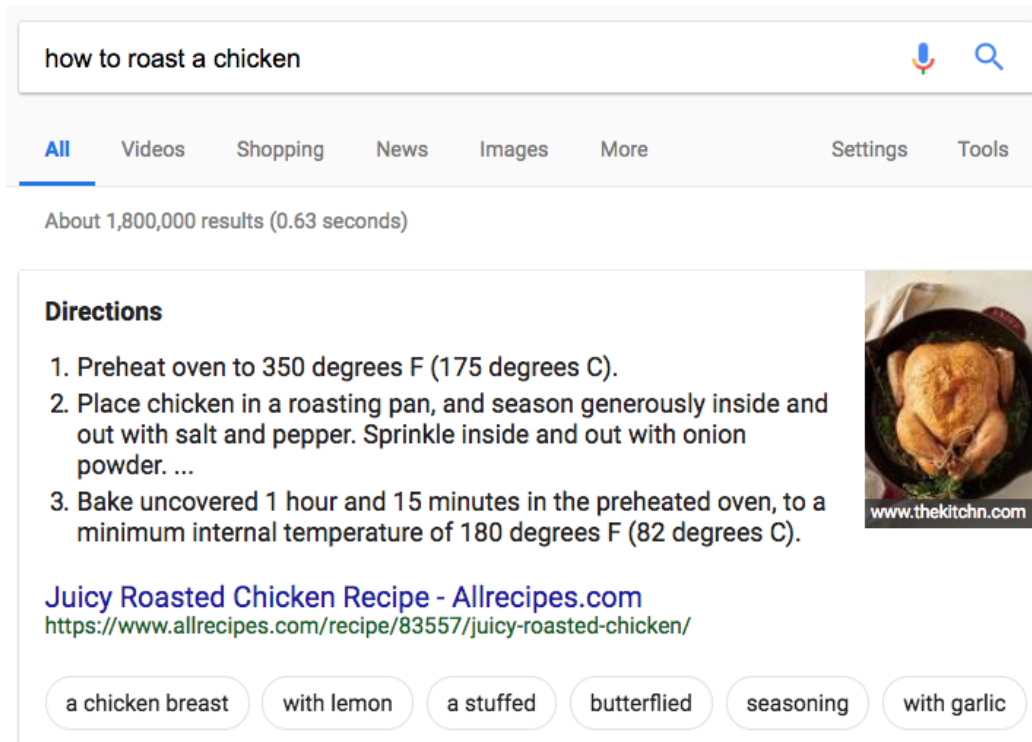 how to roast a chicken
All Videos Shopping News Images More Settings Tools
About 1,800,000 results (0.63 seconds)
Directions
1. Preheat oven to 350 degrees F (175 degrees C).
2. Place chicken in a roasting pan, and season generously inside and
out with salt and pepper. Sprinkle inside and out with onion
powder. ...
3. Bake uncovered 1 hour and 15 minutes in the preheated oven, to a
minimum internal temperature of 180 degrees F (82 degrees C).
www.thekitchn.com
Juicy Roasted Chicken Recipe - Allrecipes.com
https://www.allrecipes.com/recipe/83557/juicy-roasted-chicken/
a chicken breast with lemon a stuffed butterflied seasoning with garlic